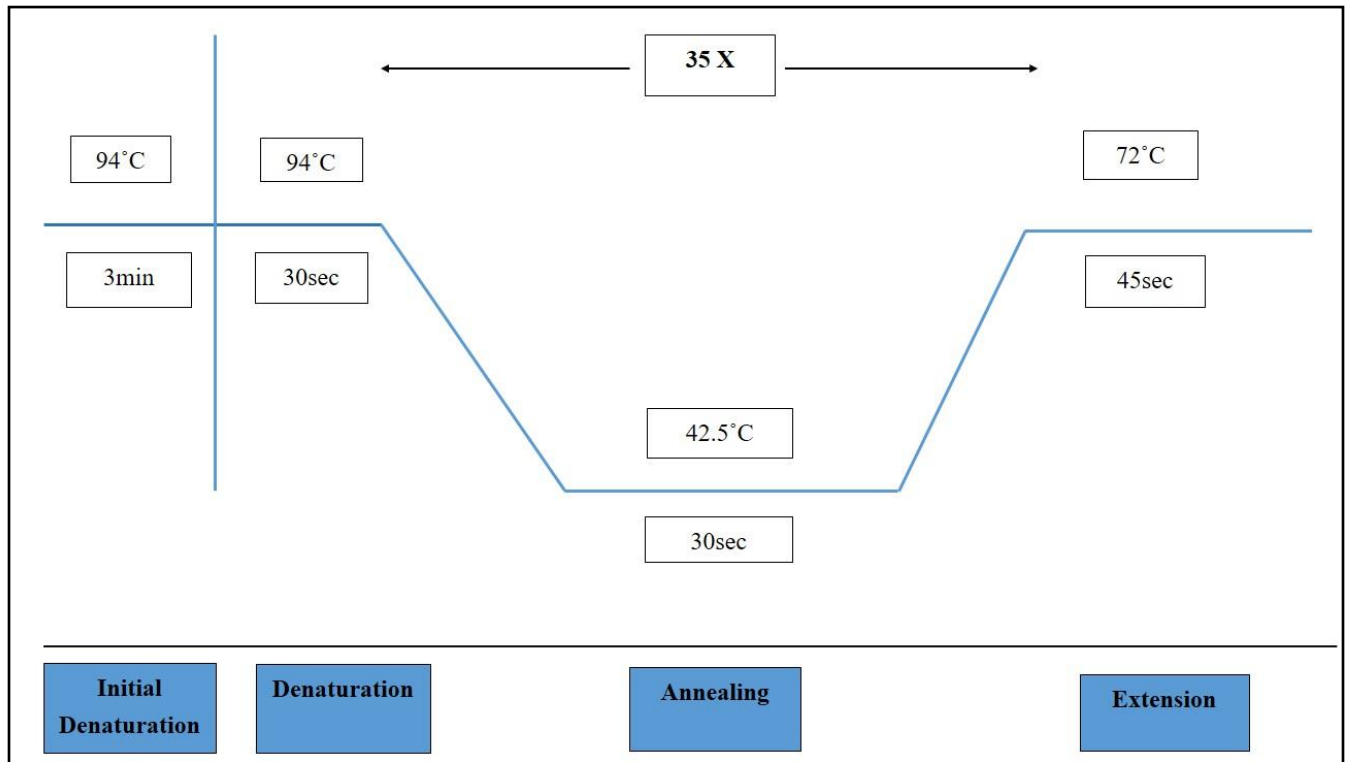 35 X
94˚C
94˚C
72˚C
3min
30sec
45sec
42.5˚C
30sec
Initial
Denaturation
Denaturation
Annealing
Extension